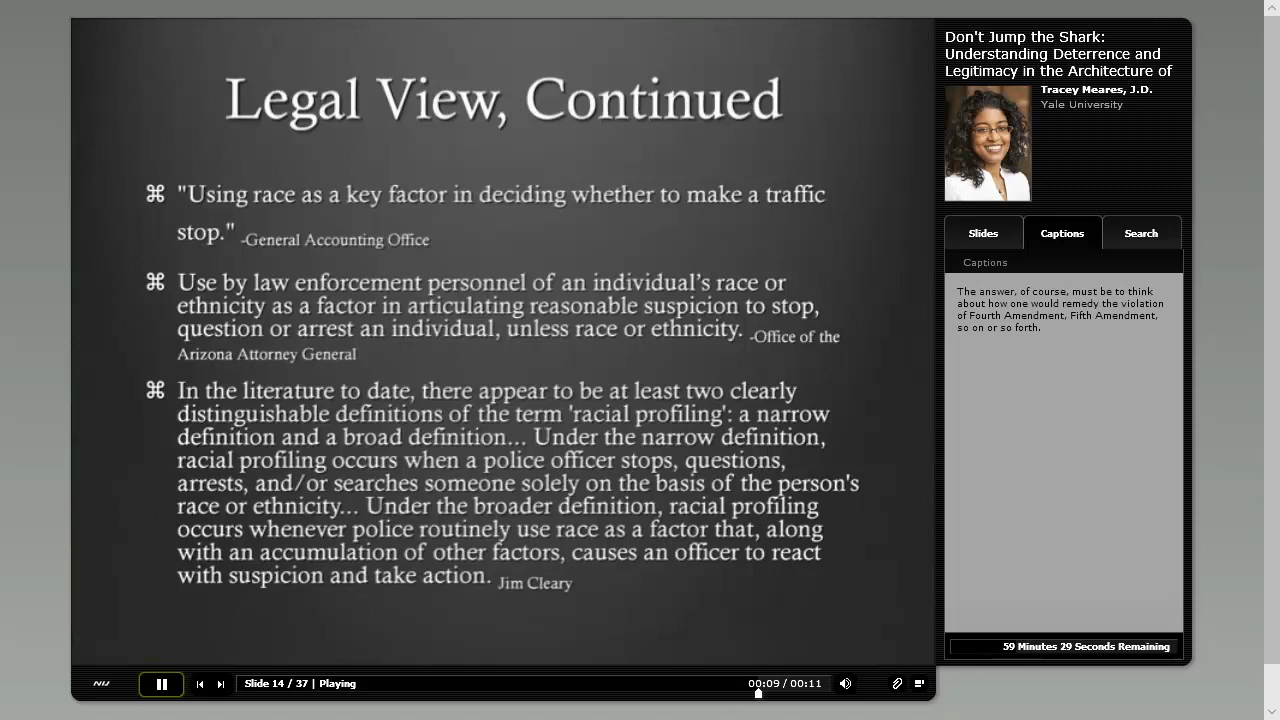 Legal View, Continued
⌘ "Using race as a key factor in deciding whether to make a traffic
stop." -General Accounting Office
⌘ Use by law enforcement personnel of an individual's race or
ethnicity as a factor in articulating reasonable suspicion to stop,
question or arrest an individual, unless race or ethnicity. -Office of the
Arizona Attorney General
⌘ In the literature to date, there appear to be at least two clearly
distinguishable definitions of the term 'racial profiling': a narrow
definition and a broad definition... Under the narrow definition,
racial profiling occurs when a police officer stops, questions,
arrests, and/or searches someone solely on the basis of the person's
race or ethnicity... Under the broader definition, racial profiling
occurs whenever police routinely use race as a factor that, along
with an accumulation of other factors, causes an officer to react
with suspicion and take action. Jim Cleary
Don't Jump the Shark:
Understanding Deterrence and
Legitimacy in the Architecture of
Tracey Meares, J.D.
Yale University
Slides Captions Search
Captions
The answer, of course, must be to think
about how one would remedy the violation
of Fourth Amendment, Fifth Amendment,
so on or so forth.
59 Minutes 29 Seconds Remaining
Slide 14 / 37 | Playing
00:09 / 00:11